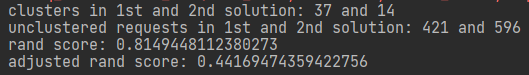 clusters in 1st and 2nd solution: 37 and 14
unclustered requests in 1st and 2nd solution: 421 and 596
rand score: 0.8149448112380273
adjusted rand score: 0.44169474359422756